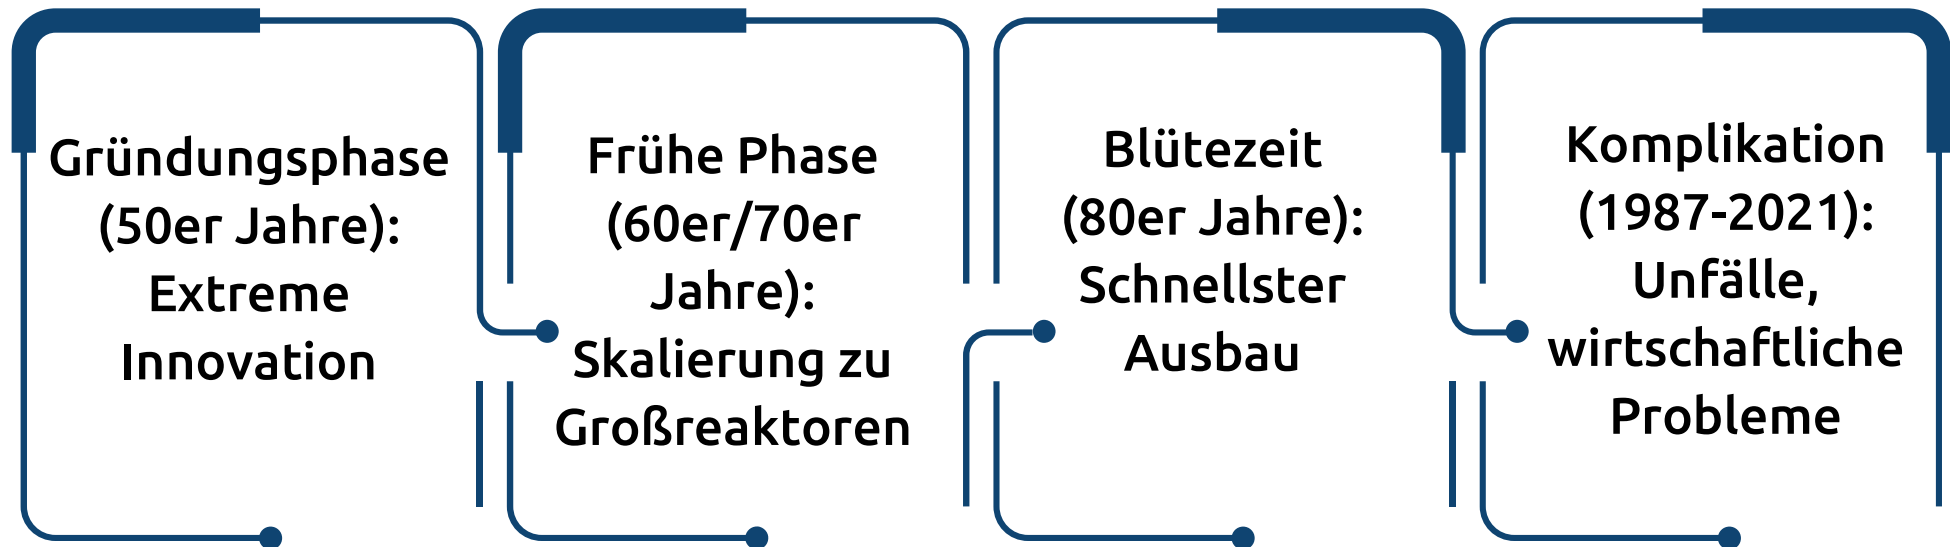 Gründungsphase
(50er Jahre):
Extreme
Innovation
Frühe Phase
(60er/70er
Jahre):
Skalierung zu
Großreaktoren
Blütezeit
(80er Jahre):
Schnellster
Ausbau
Komplikation
(1987-2021):
Unfälle,
wirtschaftliche
Probleme